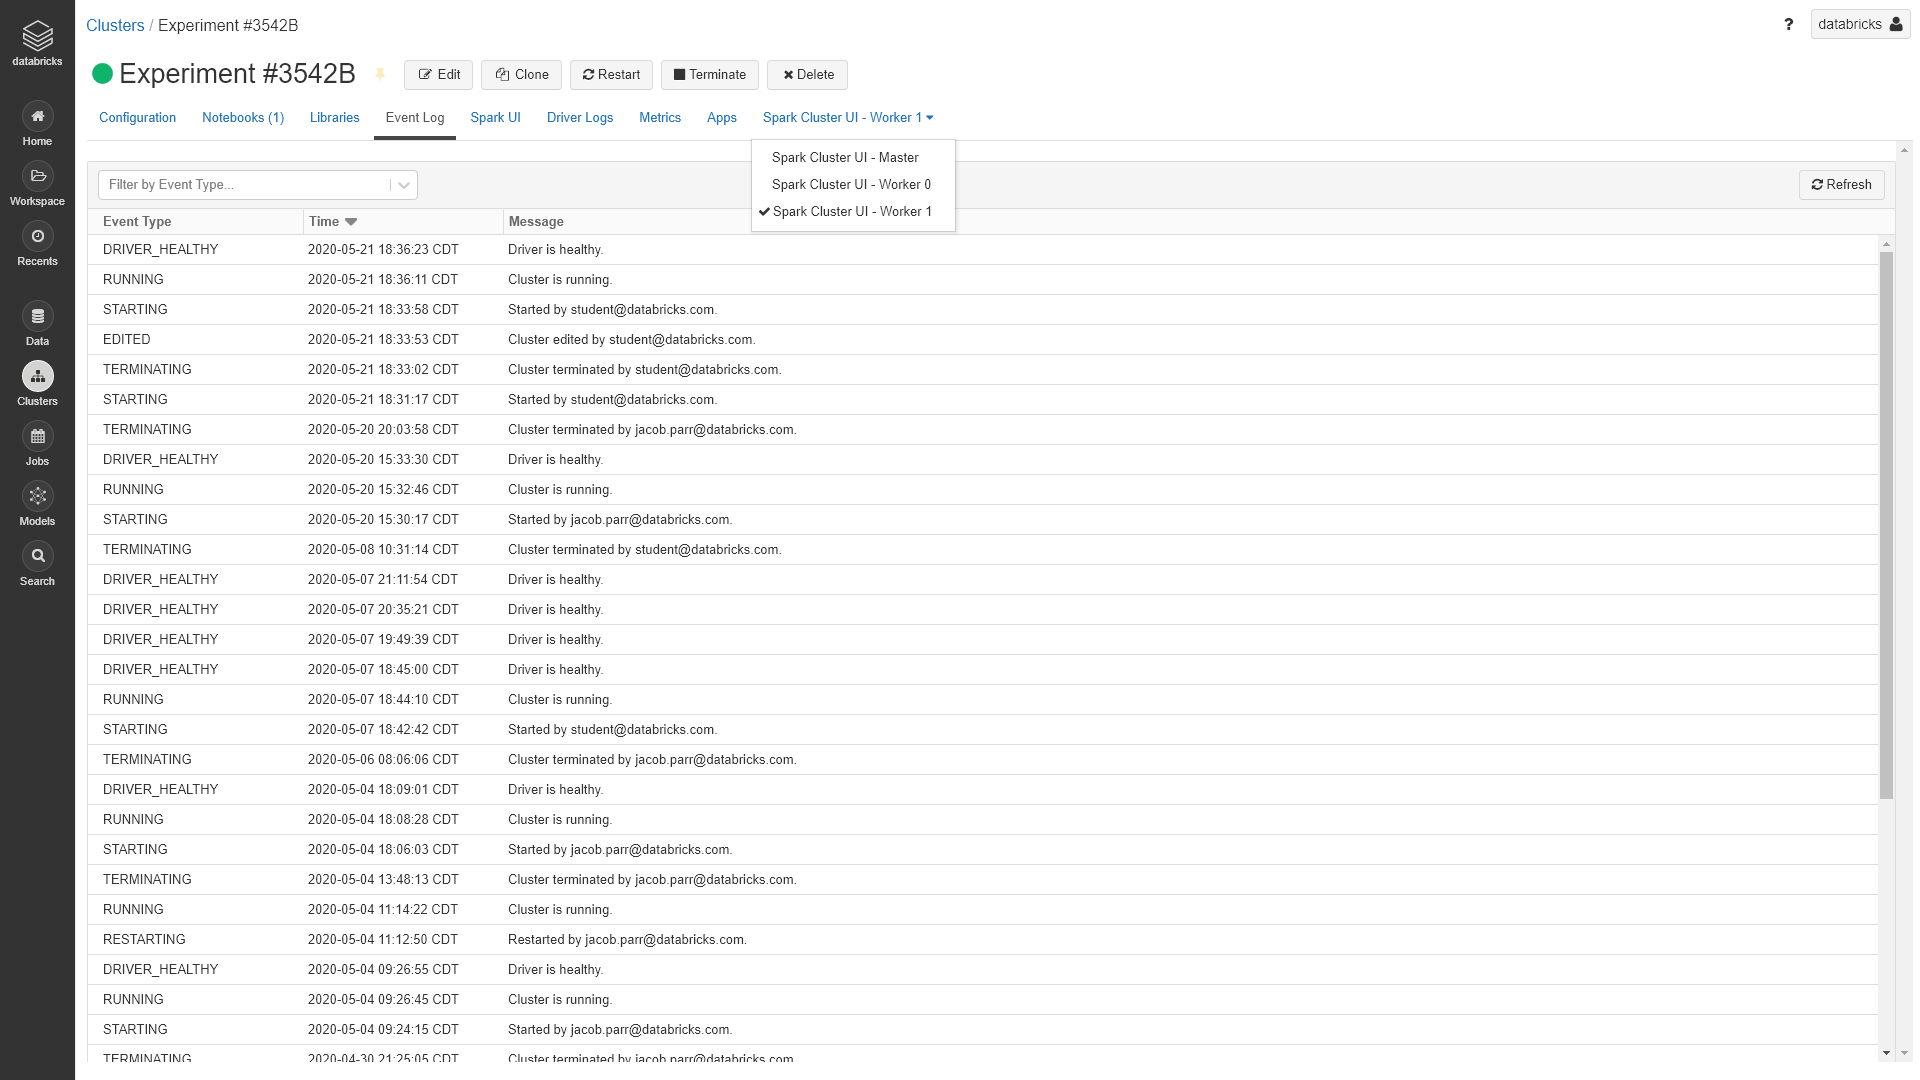 databricks
Home
Workspace
Recents
Data
Clusters
Jobs
Models
Search
Clusters / Experiment #3542B
? databricks
Experiment #3542B Edit Clone Restart Terminate Delete
Configuration Notebooks (1) Libraries Event Log Spark UI Driver Logs Metrics Apps Spark Cluster UI - Worker 1
Spark Cluster UI - Master
Spark Cluster UI - Worker 0
Spark Cluster UI - Worker 1
Filter by Event Type... Refresh
Event Type Time Message
DRIVER_HEALTHY 2020-05-21 18:36:23 CDT Driver is healthy.
RUNNING 2020-05-21 18:36:11 CDT Cluster is running.
STARTING 2020-05-21 18:33:58 CDT Started by student@databricks.com.
EDITED 2020-05-21 18:33:53 CDT Cluster edited by student@databricks.com.
TERMINATING 2020-05-21 18:33:02 CDT Cluster terminated by student@databricks.com.
STARTING 2020-05-21 18:31:17 CDT Started by student@databricks.com.
TERMINATING 2020-05-20 20:03:58 CDT Cluster terminated by jacob.parr@databricks.com.
DRIVER_HEALTHY 2020-05-20 15:33:30 CDT Driver is healthy.
RUNNING 2020-05-20 15:32:46 CDT Cluster is running.
STARTING 2020-05-20 15:30:17 CDT Started by jacob.parr@databricks.com.
TERMINATING 2020-05-08 10:31:14 CDT Cluster terminated by student@databricks.com.
DRIVER_HEALTHY 2020-05-07 21:11:54 CDT Driver is healthy.
DRIVER_HEALTHY 2020-05-07 20:35:21 CDT Driver is healthy.
DRIVER_HEALTHY 2020-05-07 19:49:39 CDT Driver is healthy.
DRIVER_HEALTHY 2020-05-07 18:45:00 CDT Driver is healthy.
RUNNING 2020-05-07 18:44:10 CDT Cluster is running.
STARTING 2020-05-07 18:42:42 CDT Started by student@databricks.com.
TERMINATING 2020-05-06 08:06:06 CDT Cluster terminated by jacob.parr@databricks.com.
DRIVER_HEALTHY 2020-05-04 18:09:01 CDT Driver is healthy.
RUNNING 2020-05-04 18:08:28 CDT Cluster is running.
STARTING 2020-05-04 18:06:03 CDT Started by jacob.parr@databricks.com.
TERMINATING 2020-05-04 13:48:13 CDT Cluster terminated by jacob.parr@databricks.com.
RUNNING 2020-05-04 11:14:22 CDT Cluster is running.
RESTARTING 2020-05-04 11:12:50 CDT Restarted by jacob.parr@databricks.com.
DRIVER_HEALTHY 2020-05-04 09:26:55 CDT Driver is healthy.
RUNNING 2020-05-04 09:26:45 CDT Cluster is running.
STARTING 2020-05-04 09:24:15 CDT Started by jacob.parr@databricks.com.
TERMINATING 2020-04-30 21:25:05 CDT Cluster terminated by jacob.parr@databricks.com.